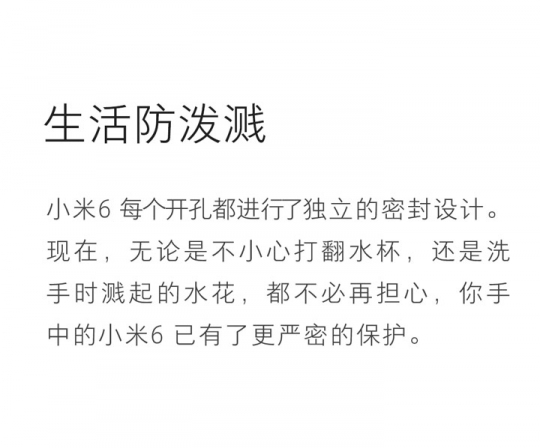 生活防泼溅
小米6 每个开孔都进行了独立的密封设计。
现在，无论是不小心打翻水杯，还是洗
手时溅起的水花，都不必再担心，你手
中的小米6 已有了更严密的保护。